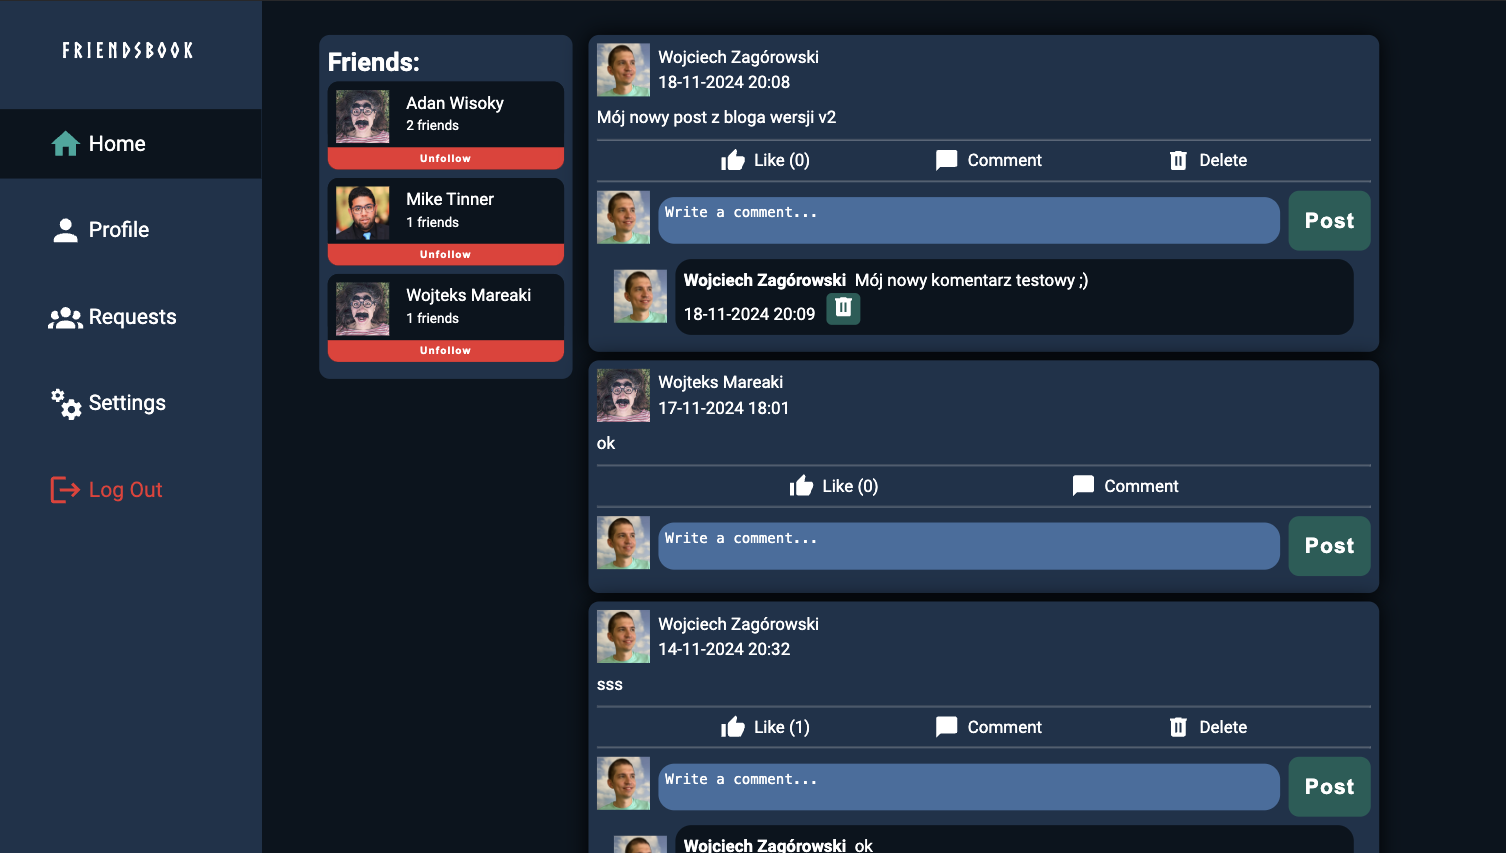 FRIENDSBOOK
Home
Profile
Requests
Settings
Log Out
Friends:
Adan Wisoky
2 friends
Unfollow
Mike Tinner
1 friends
Unfollow
Wojteks Mareaki
1 friends
Unfollow
Wojciech Zagórowski
18-11-2024 20:08
Mój nowy post z bloga wersji v2
Like (0) Comment Delete
Write a comment... Post
Wojciech Zagórowski Mój nowy komentarz testowy ;)
18-11-2024 20:09
Wojteks Mareaki
17-11-2024 18:01
ok
Like (0) Comment
Write a comment... Post
Wojciech Zagórowski
14-11-2024 20:32
sss
Like (1) Comment Delete
Write a comment... Post
Wojciech Zagórowski ok